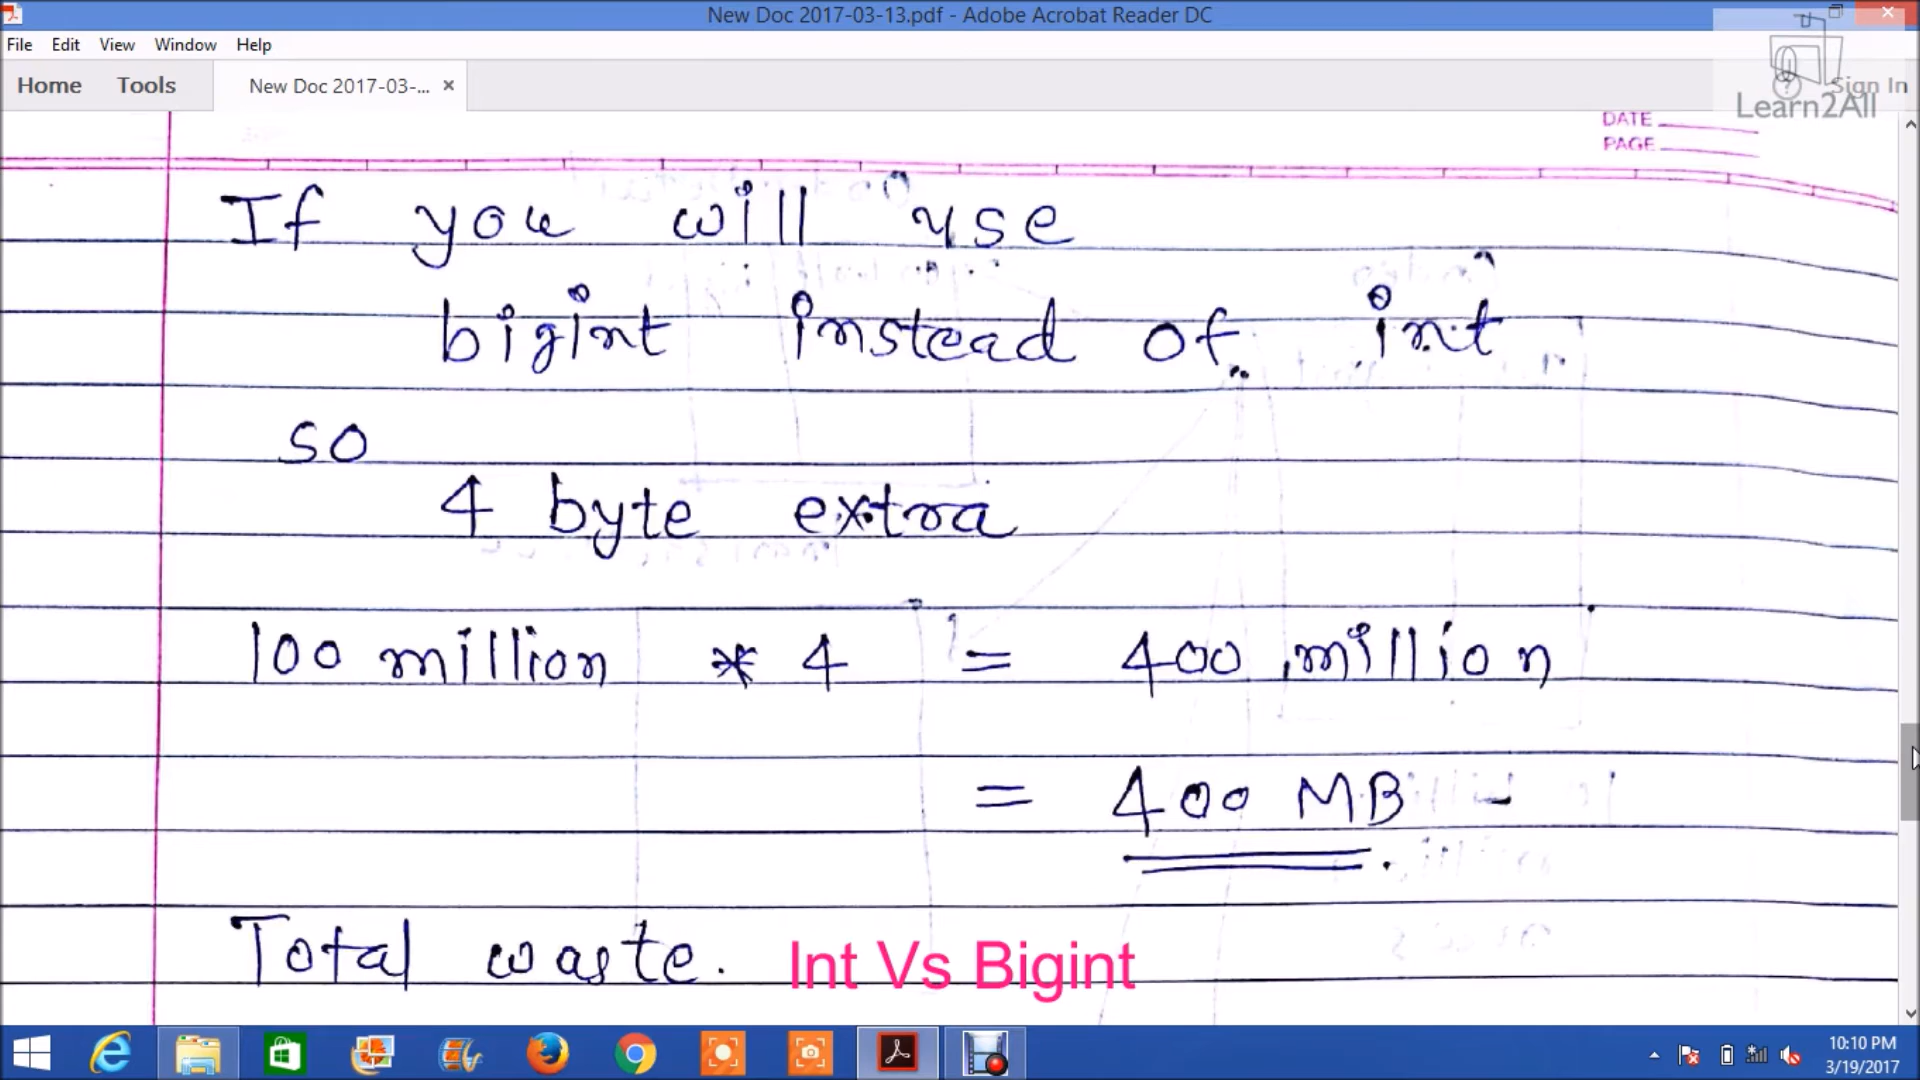 New Doc 2017-03-13.pdf - Adobe Acrobat Reader DC
File Edit View Window Help
Home Tools New Doc 2017-03-... × Sign In
Learn2All
DATE
PAGE
If you will use
bigint instead of int
so
4 byte extra
100 million * 4 = 400 million
= 400 MB
Total waste.
Int Vs Bigint
10:10 PM
3/19/2017